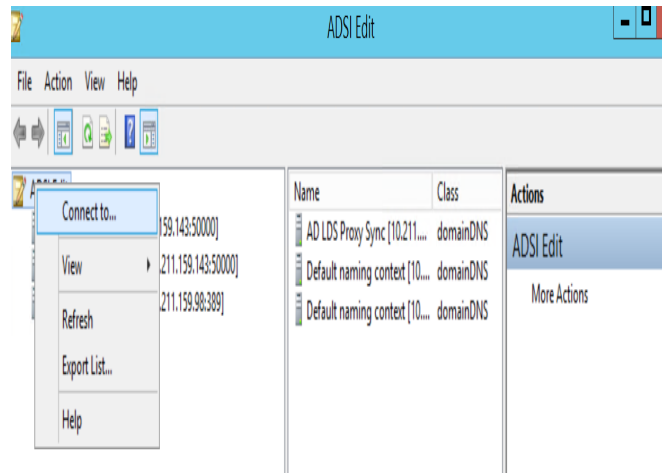 ADSI Edit
File Action View Help
Connect to...
View
Refresh
Export List...
Help
159.143:50000]
.211.159.143:50000]
.211.159.98:389]
Name Class
AD LDS Proxy Sync [10.211.... domainDNS
Default naming context [10.... domainDNS
Default naming context [10.... domainDNS
Actions
ADSI Edit
More Actions